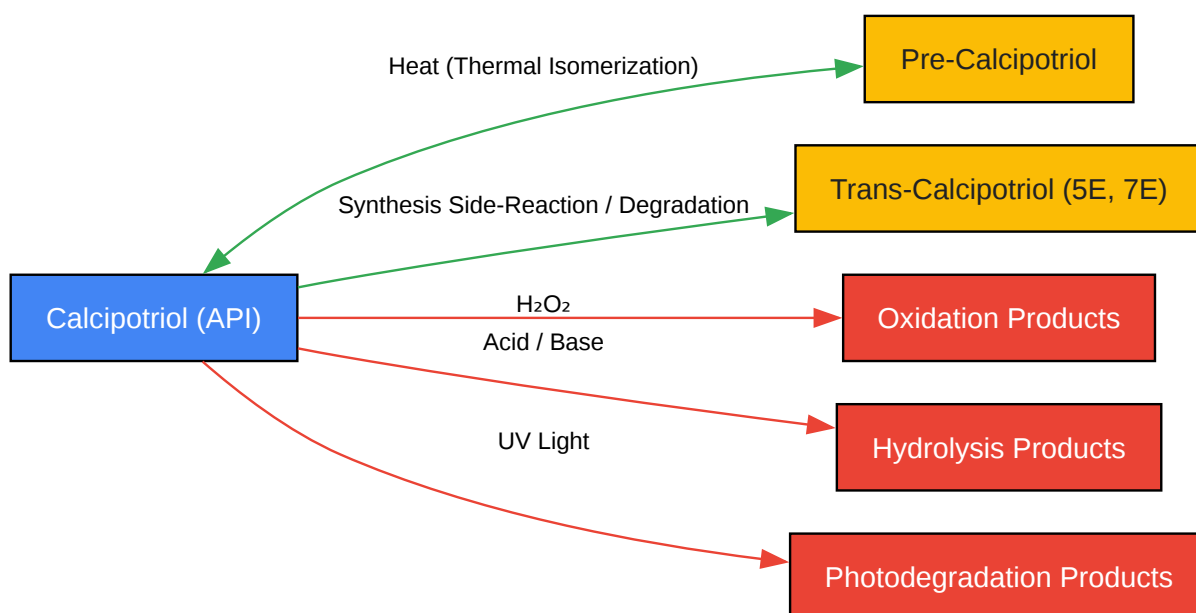 Pre-Calcipotriol
Heat (Thermal Isomerization)
Trans-Calcipotriol (5E, 7E)
Synthesis Side-Reaction / Degradation
Calcipotriol (API)
H₂O₂
Oxidation Products
Acid / Base
Hydrolysis Products
UV Light
Photodegradation Products